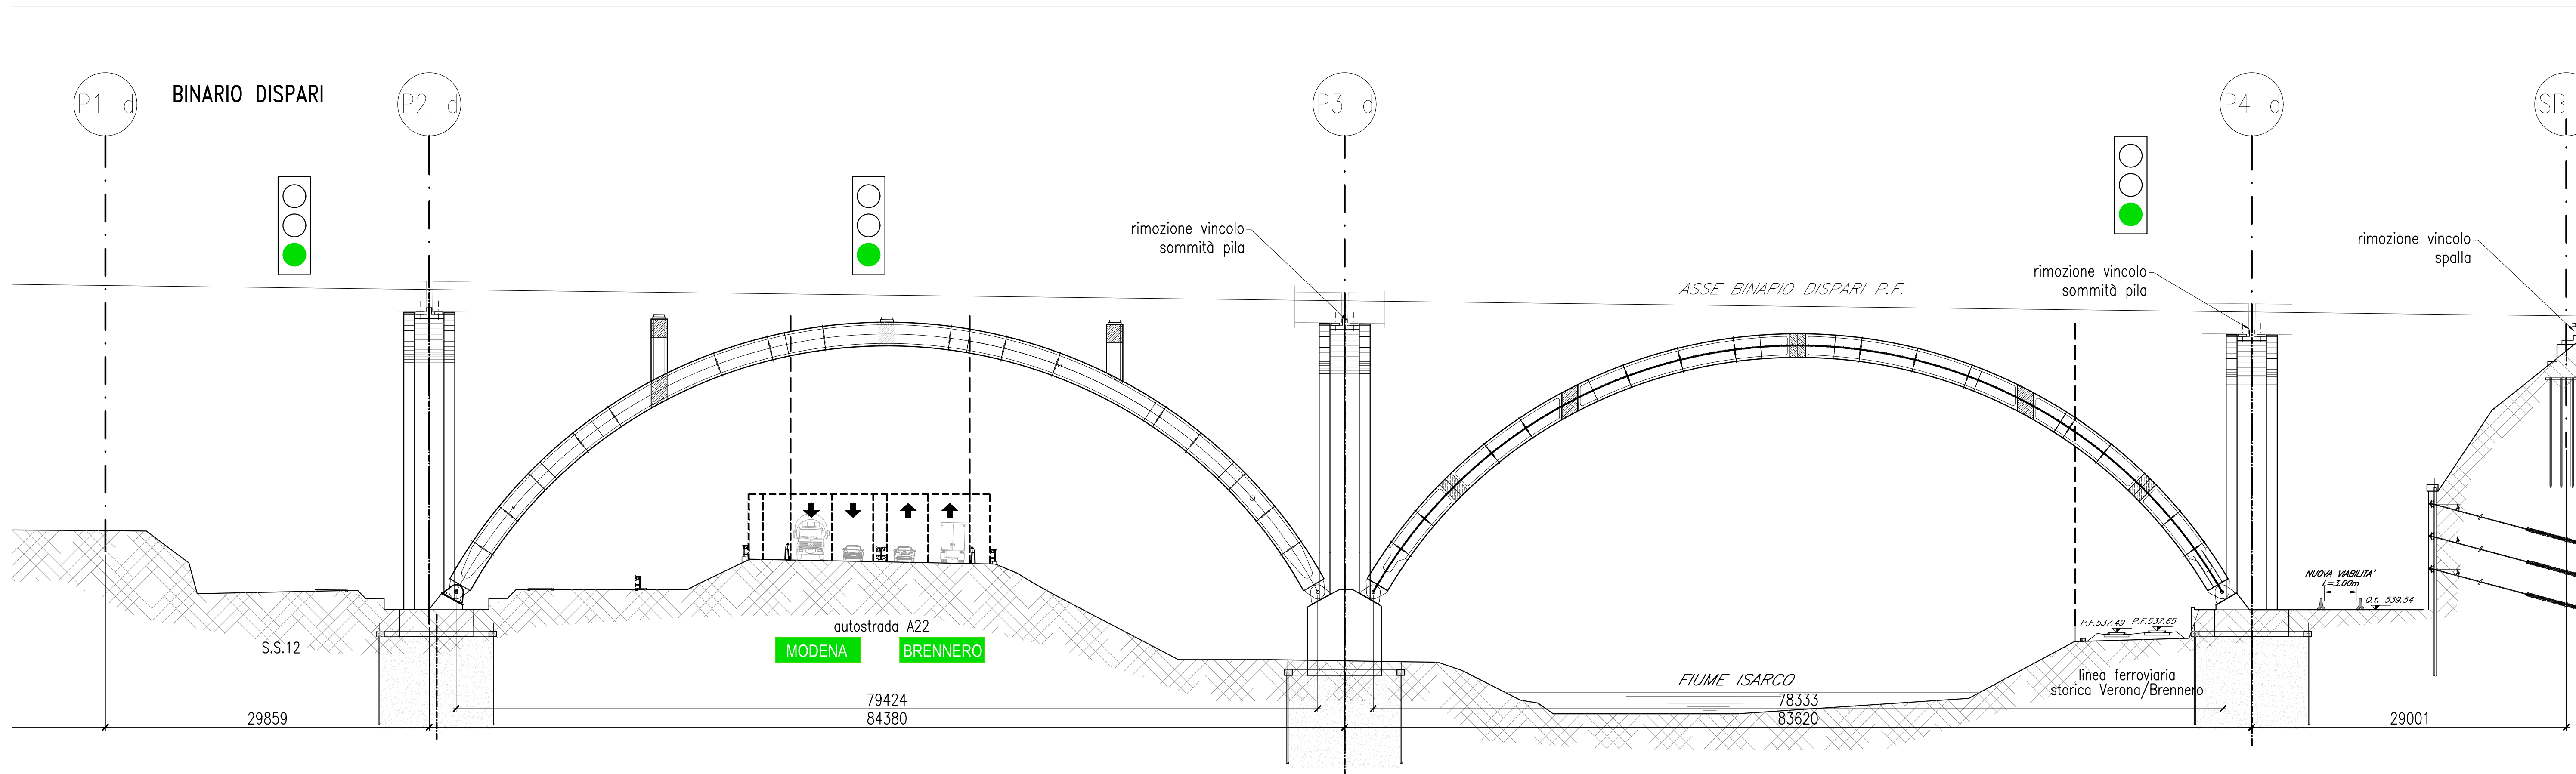 P1-d
BINARIO DISPARI
P2-d
P3-d
P4-d
SB-
rimozione vincolo
sommità pila
rimozione vincolo
sommità pila
rimozione vincolo
spalla
ASSE BINARIO DISPARI P.F.
NUOVA VIABILITA'
L=3.00m
Q.I. 539.54
P.F.537.49
P.F.537.65
S.S.12
autostrada A22
MODENA
BRENNERO
FIUME ISARCO
linea ferroviaria
storica Verona/Brennero
79424
78333
29859
84380
83620
29001